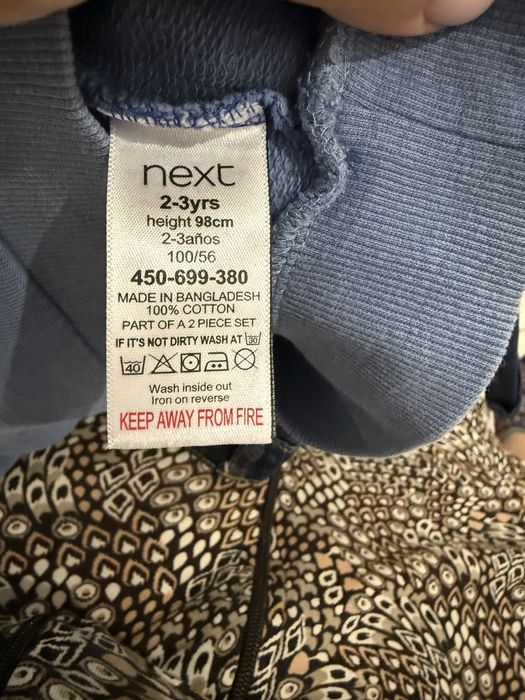 next
2-3yrs
height 98cm
2-3años
100/56
450-699-380
MADE IN BANGLADESH
100% COTTON
PART OF A 2 PIECE SET
IF IT'S NOT DIRTY WASH AT 30
40
Wash inside out
Iron on reverse
KEEP AWAY FROM FIRE